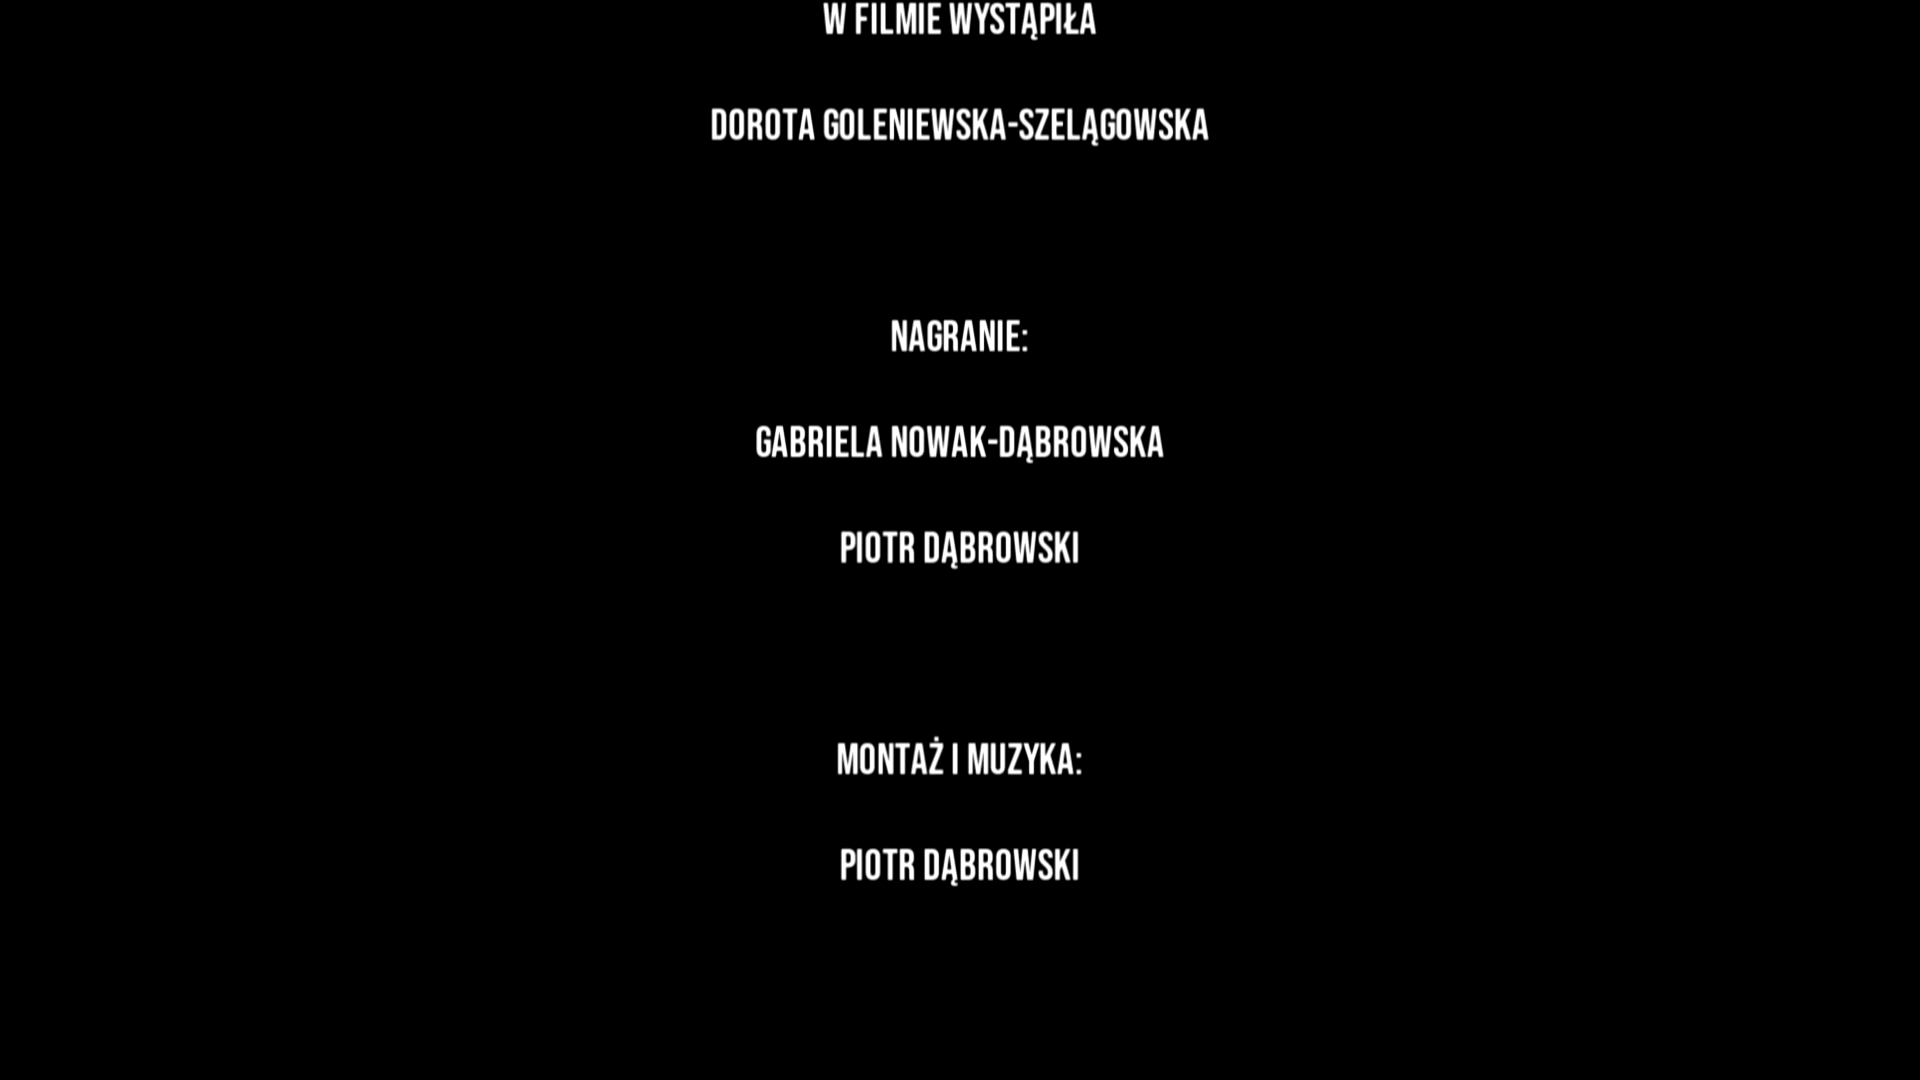 W FILMIE WYSTĄPIŁA
DOROTA GOLENIEWSKA-SZELĄGOWSKA
NAGRANIE:
GABRIELA NOWAK-DĄBROWSKA
PIOTR DĄBROWSKI
MONTAŻ I MUZYKA:
PIOTR DĄBROWSKI